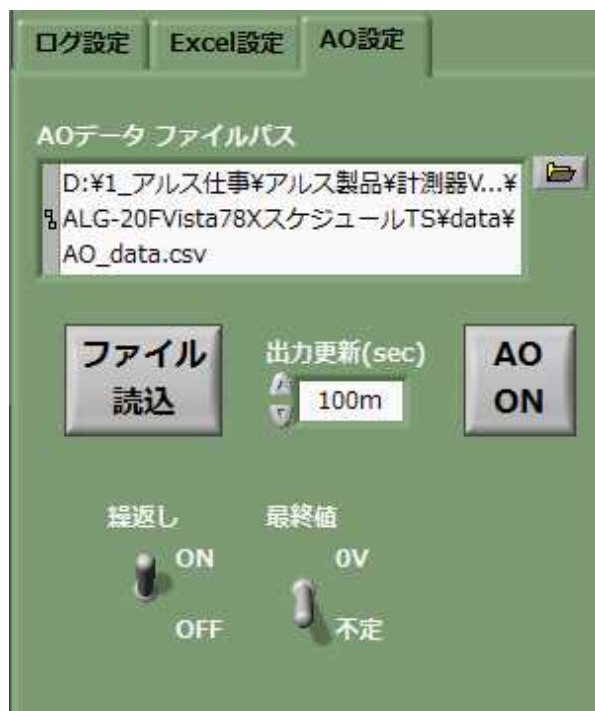 ログ設定 Excel設定 AO設定
AOデータ ファイルパス
D:¥1_アルス仕事¥アルス製品¥計測器V...¥
ALG-20FVista78XスケジュールTS¥data¥
AO_data.csv
ファイル
読込
出力更新(sec)
100m
AO
ON
繰返し
ON
OFF
最終値
0V
不定